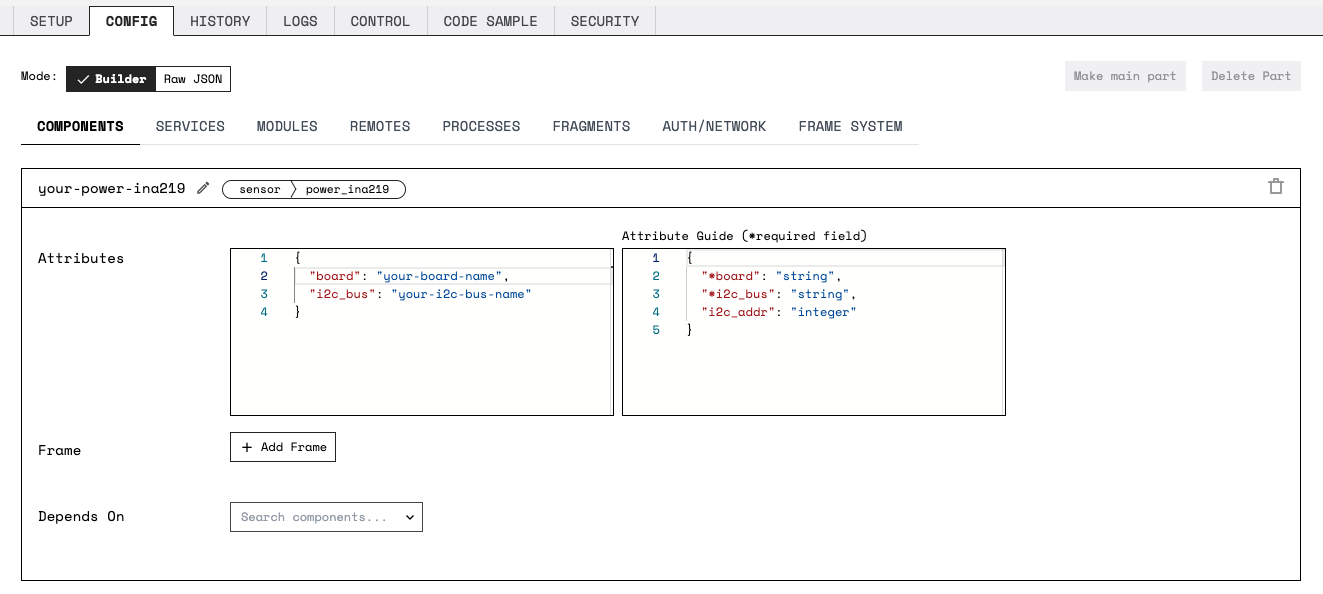 SETUP CONFIG HISTORY LOGS CONTROL CODE SAMPLE SECURITY
Mode: Builder Raw JSON Make main part Delete Part
COMPONENTS SERVICES MODULES REMOTES PROCESSES FRAGMENTS AUTH/NETWORK FRAME SYSTEM
your-power-ina219 sensor power_ina219
Attributes
1 {
2 "board": "your-board-name",
3 "i2c_bus": "your-i2c-bus-name"
4 }
Attribute Guide (*required field)
1 {
2 "*board": "string",
3 "*i2c_bus": "string",
4 "i2c_addr": "integer"
5 }
Frame + Add Frame
Depends On Search components...